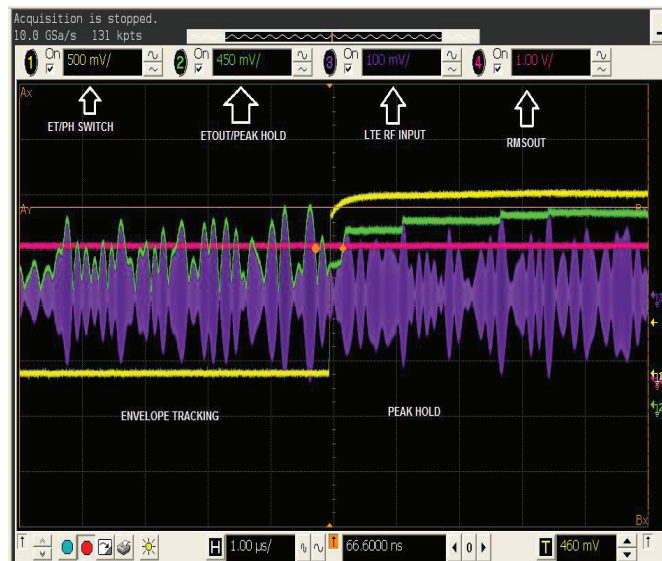 Acquisition is stopped.
10.0 GSa/s 131 kpts
1 On 500 mV/ 2 On 450 mV/ 3 On 100 mV/ 4 On 1.00 V/
Ax
ET/PH SWITCH
ETOUT/PEAK HOLD
LTE RF INPUT
RMSOUT
Ay
By
ENVELOPE TRACKING
PEAK HOLD
Bx
H 1.00 µs/ 66.6000 ns 0 T 460 mV